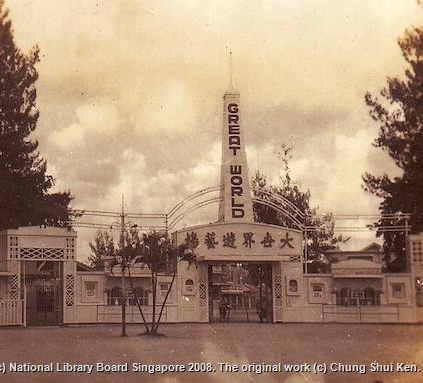 GREAT WORLD
大世界遊藝場
c) National Library Board Singapore 2008. The original work (c) Chung Shui Ken.